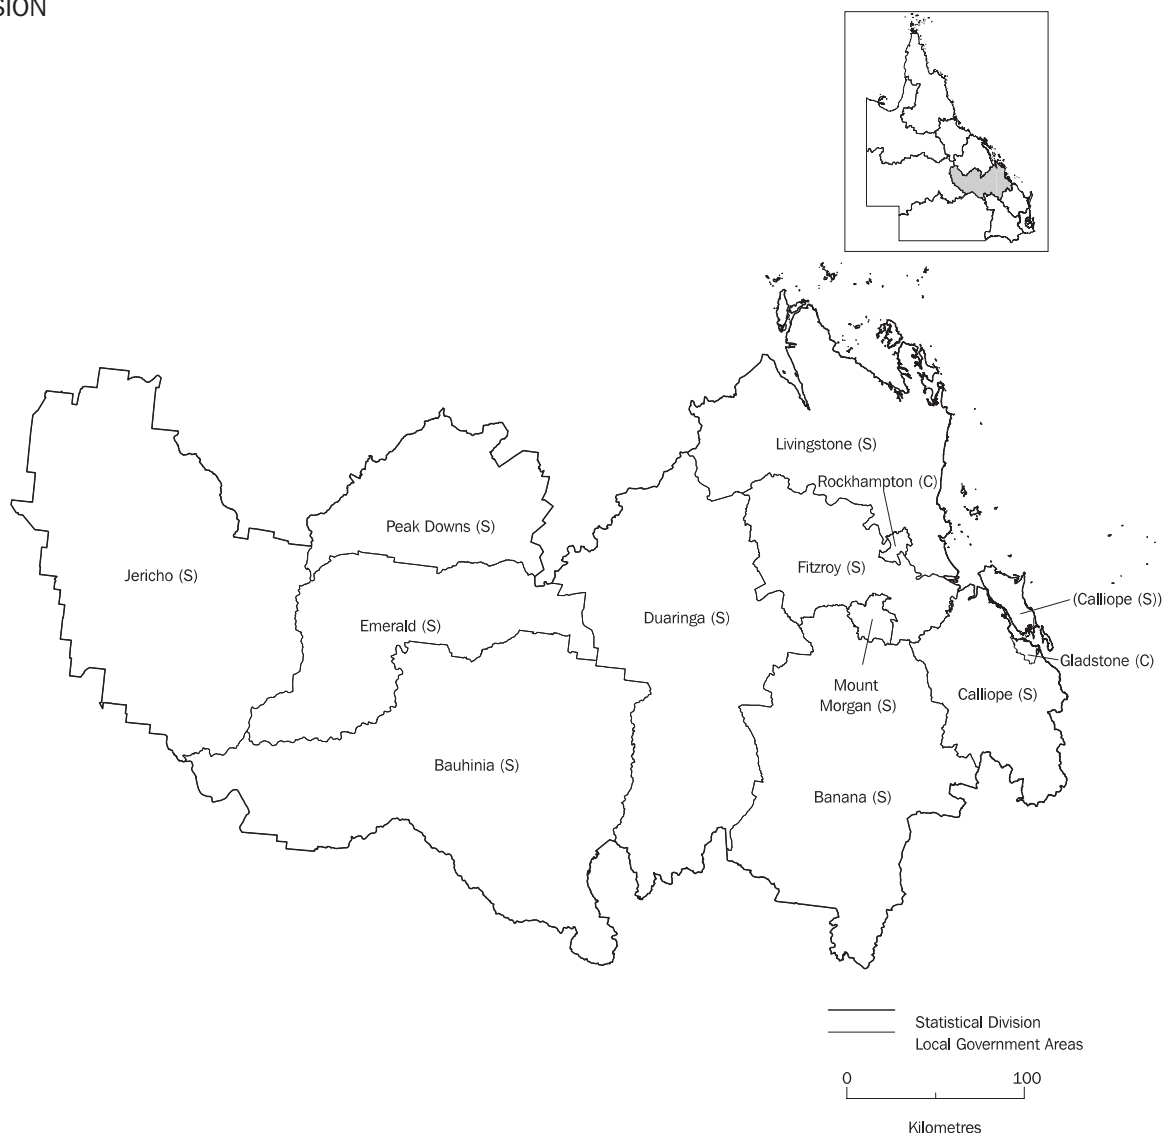 Livingstone (S)
Rockhampton (C)
Peak Downs (S)
Fitzroy (S)
Jericho (S)
(Calliope (S))
Duaringa (S)
Emerald (S)
Gladstone (C)
Mount
Morgan (S)
Calliope (S)
Bauhinia (S)
Banana (S)
Statistical Division
Local Government Areas
0 100
Kilometres